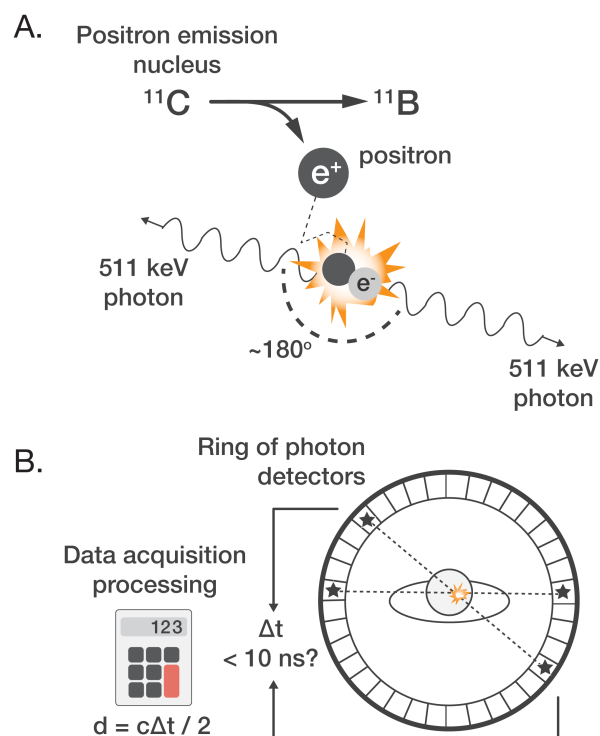 A.
Positron emission
nucleus
¹¹C
¹¹B
positron
e⁺
511 keV
photon
e⁻
~180º
511 keV
photon
B.
Ring of photon
detectors
Data acquisition
processing
123
Δt
< 10 ns?
d = cΔt / 2